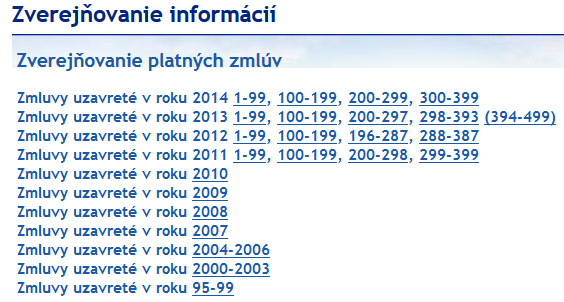 Zverejňovanie informácií
Zverejňovanie platných zmlúv
Zmluvy uzavreté v roku 2014 1-99, 100-199, 200-299, 300-399
Zmluvy uzavreté v roku 2013 1-99, 100-199, 200-297, 298-393 (394-499)
Zmluvy uzavreté v roku 2012 1-99, 100-199, 196-287, 288-387
Zmluvy uzavreté v roku 2011 1-99, 100-199, 200-298, 299-399
Zmluvy uzavreté v roku 2010
Zmluvy uzavreté v roku 2009
Zmluvy uzavreté v roku 2008
Zmluvy uzavreté v roku 2007
Zmluvy uzavreté v roku 2004-2006
Zmluvy uzavreté v roku 2000-2003
Zmluvy uzavreté v roku 95-99